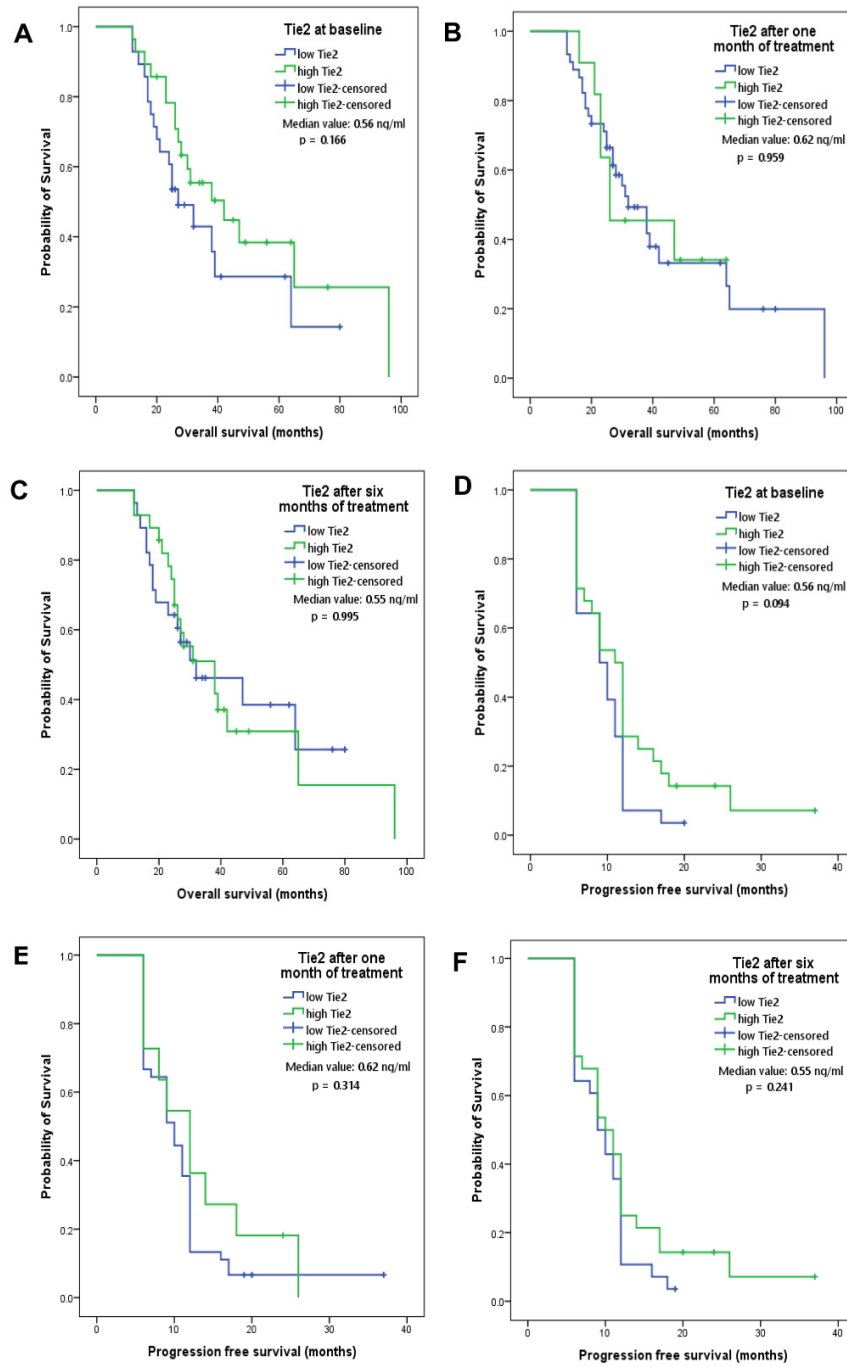 A
Tie2 at baseline
low Tie2
high Tie2
low Tie2-censored
high Tie2-censored
Median value: 0.56 nq/ml
p = 0.166
Probability of Survival
1.0
0.8
0.6
0.4
0.2
0.0
0 20 40 60 80 100
Overall survival (months)
B
Tie2 after one
month of treatment
low Tie2
high Tie2
low Tie2-censored
high Tie2-censored
Median value: 0.62 nq/ml
p = 0.959
Probability of Survival
1.0
0.8
0.6
0.4
0.2
0.0
0 20 40 60 80 100
Overall survival (months)
C
Tie2 after six
months of treatment
low Tie2
high Tie2
low Tie2-censored
high Tie2-censored
Median value: 0.55 nq/ml
p = 0.995
Probability of Survival
1.0
0.8
0.6
0.4
0.2
0.0
0 20 40 60 80 100
Overall survival (months)
D
Tie2 at baseline
low Tie2
high Tie2
low Tie2-censored
high Tie2-censored
Median value: 0.56 nq/ml
p = 0.094
Probability of Survival
1.0
0.8
0.6
0.4
0.2
0.0
0 10 20 30 40
Progression free survival (months)
E
Tie2 after one
month of treatment
low Tie2
high Tie2
low Tie2-censored
high Tie2-censored
Median value: 0.62 nq/ml
p = 0.314
Probability of Survival
1.0
0.8
0.6
0.4
0.2
0.0
0 10 20 30 40
Progression free survival (months)
F
Tie2 after six
months of treatment
low Tie2
high Tie2
low Tie2-censored
high Tie2-censored
Median value: 0.55 nq/ml
p = 0.241
Probability of Survival
1.0
0.8
0.6
0.4
0.2
0.0
0 10 20 30 40
Progression free survival (months)